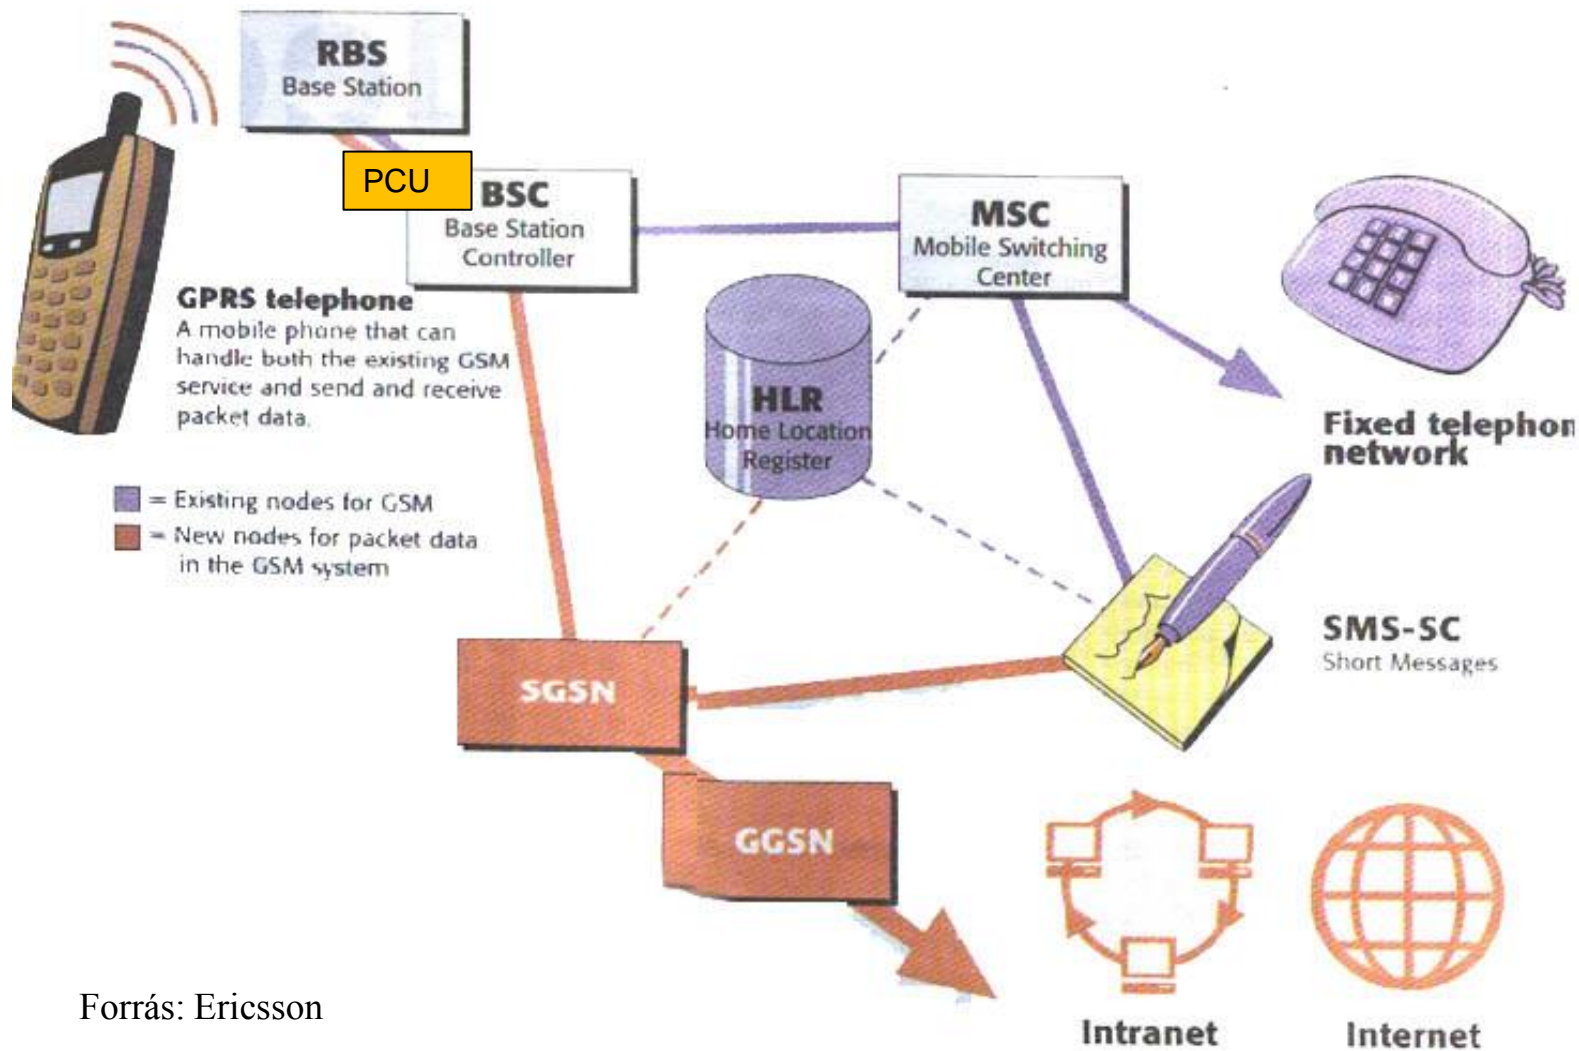 RBS
Base Station
PCU
BSC
Base Station
Controller
MSC
Mobile Switching
Center
GPRS telephone
A mobile phone that can
handle both the existing GSM
service and send and receive
packet data.
HLR
Home Location
Register
Fixed telephon
network
= Existing nodes for GSM
= New nodes for packet data
in the GSM system
SMS-SC
Short Messages
SGSN
GGSN
Forrás: Ericsson
Intranet
Internet